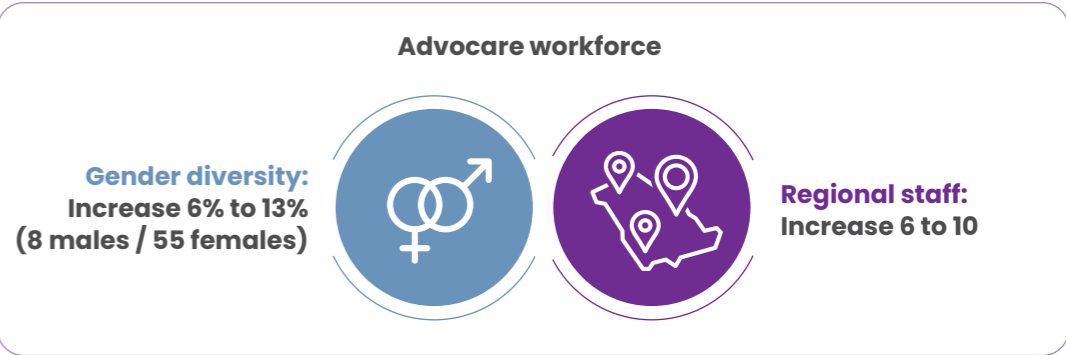 Advocare workforce
Gender diversity:
Increase 6% to 13%
(8 males / 55 females)
Regional staff:
Increase 6 to 10